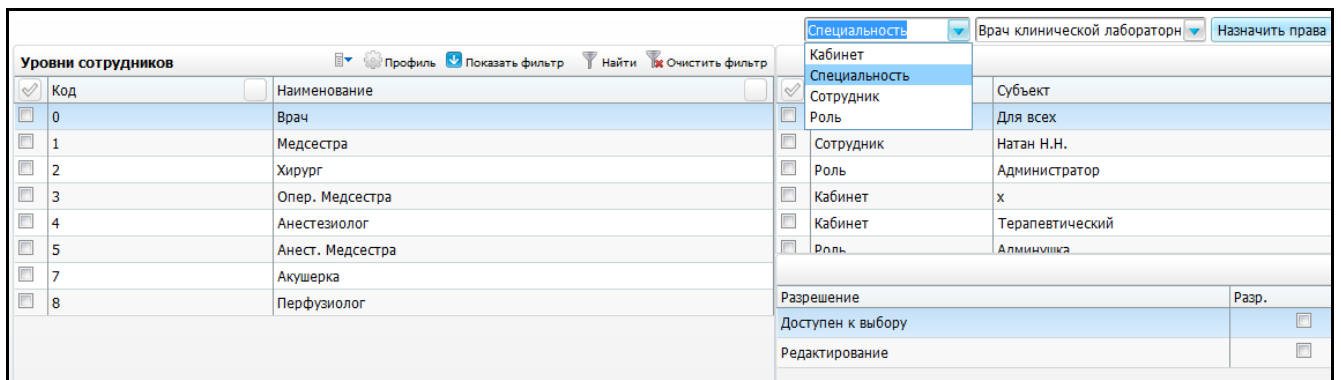 Специальность Врач клинической лабораторн Назначить права
Уровни сотрудников Профиль Показать фильтр Найти Очистить фильтр
Кабинет
Специальность
Сотрудник
Роль
Код Наименование
0 Врач
1 Медсестра
2 Хирург
3 Опер. Медсестра
4 Анестезиолог
5 Анест. Медсестра
7 Акушерка
8 Перфузиолог
Субъект
Для всех
Сотрудник Натан Н.Н.
Роль Администратор
Кабинет x
Кабинет Терапевтический
Роль Админушка
Разрешение Разр.
Доступен к выбору
Редактирование